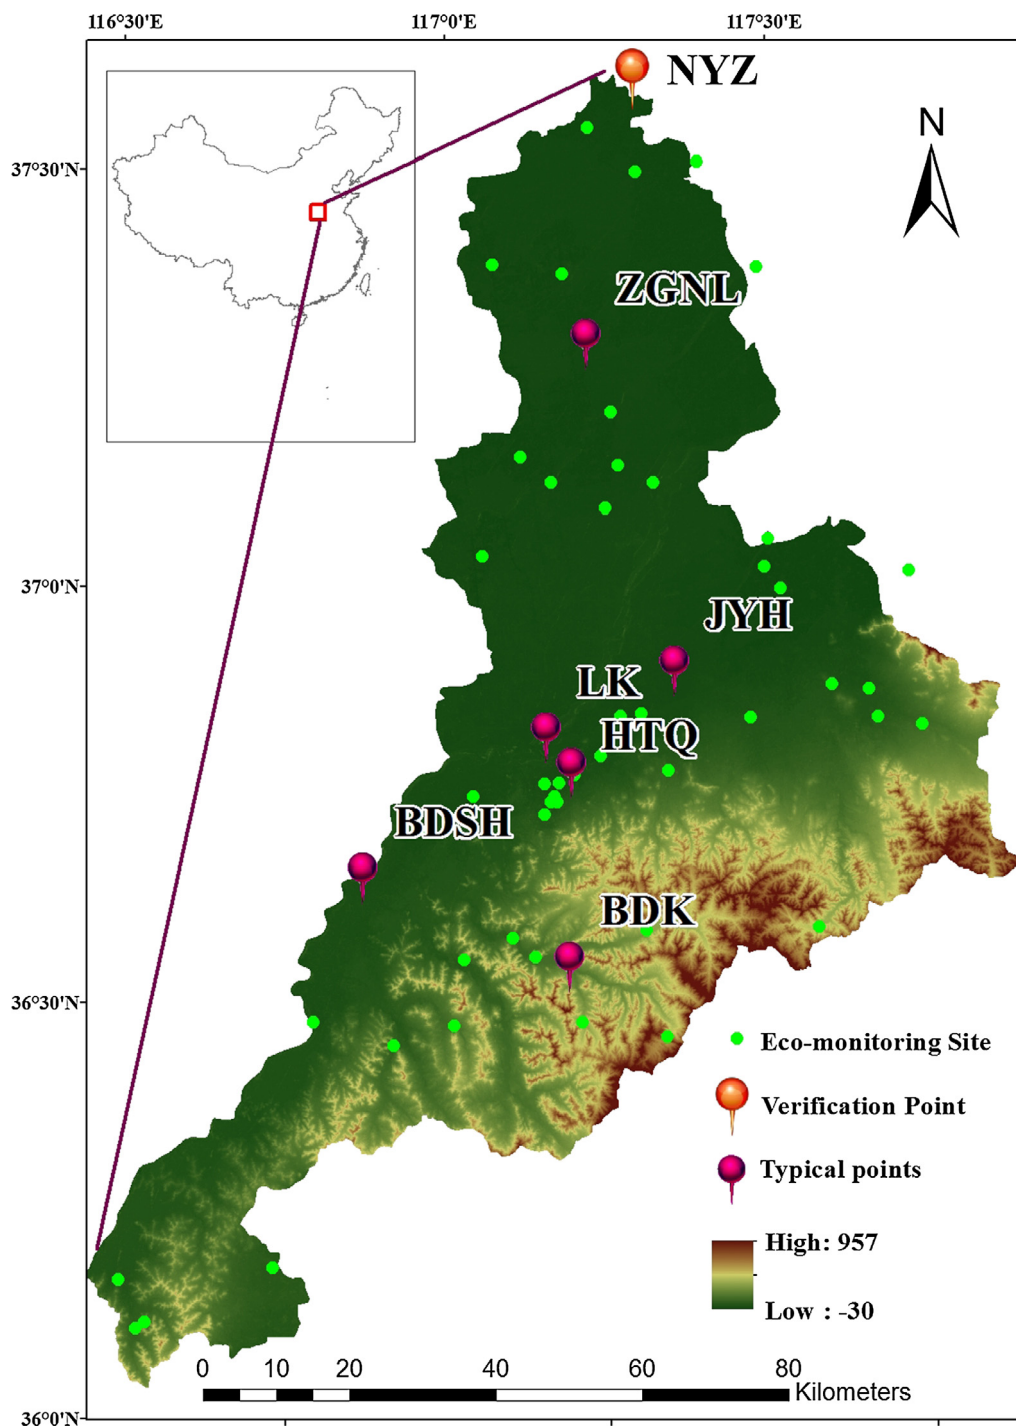 116°30'E 117°0'E 117°30'E
NYZ
N
37°30'N
ZGNL
37°0'N
JYH
LK
HTQ
BDSH
BDK
36°30'N
Eco-monitoring Site
Verification Point
Typical points
High: 957
Low : -30
0 10 20 40 60 80
Kilometers
36°0'N